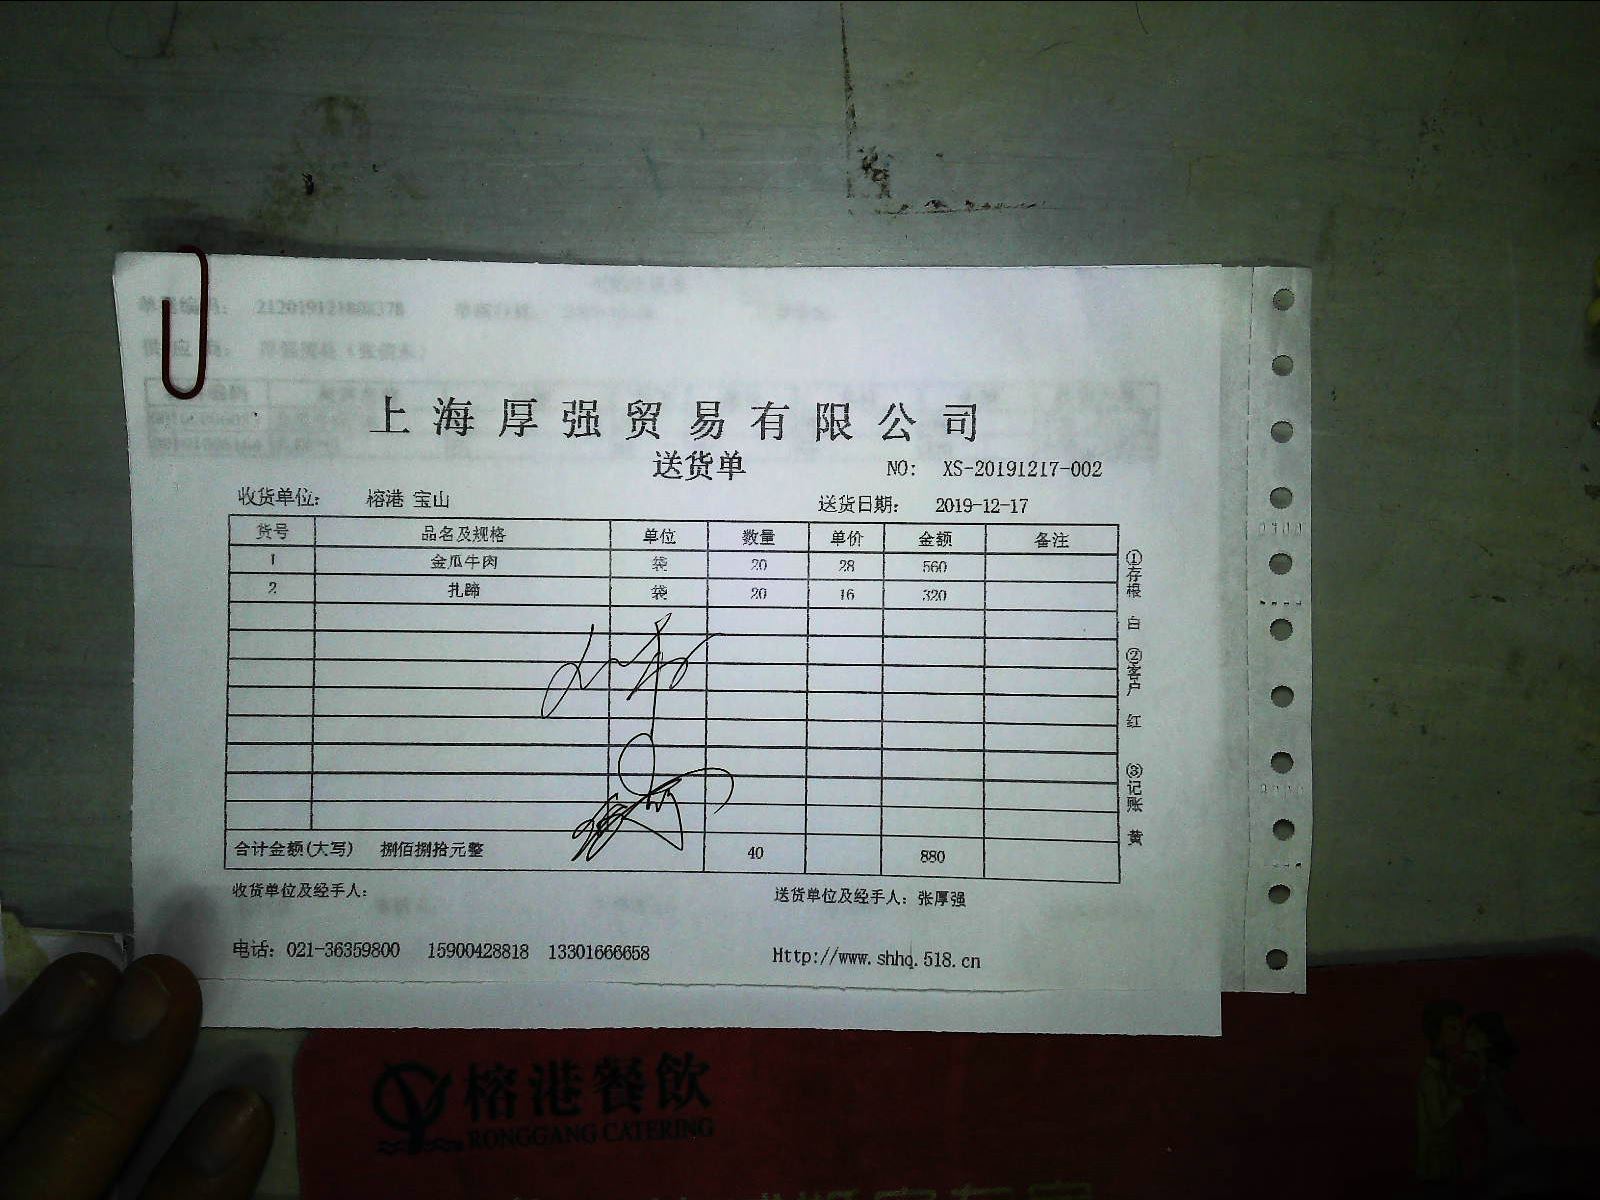 212019121808378
上海厚强贸易有限公司
送货单
NO: XS-20191217-002
收货单位: 榕港 宝山
送货日期: 2019-12-17
货号 品名及规格 单位 数量 单价 金额 备注
1 金瓜牛肉 袋 20 28 560
2 扎蹄 袋 20 16 320
合计金额(大写) 捌佰捌拾元整 40 880
收货单位及经手人:
送货单位及经手人: 张厚强
电话: 021-36359800 15900428818 13301666658
Http://www.shhq.518.cn
①存根 白 ②客户 红 ③记账 黄
榕港餐飲
RONGGANG CATERING